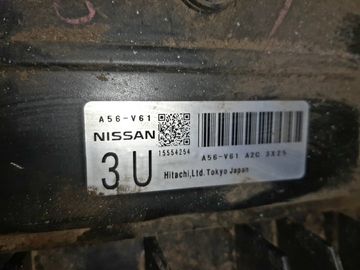 A56-V61
NISSAN
15554254
3U
A56-V61 A2C 3X25
Hitachi,Ltd.Tokyo Japan